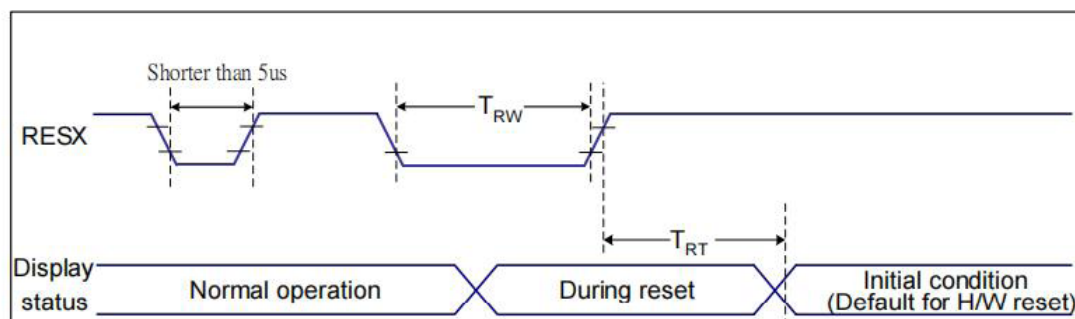 Shorter than 5us
RESX
TRW
TRT
Display
status
Normal operation
During reset
Initial condition
(Default for H/W reset)